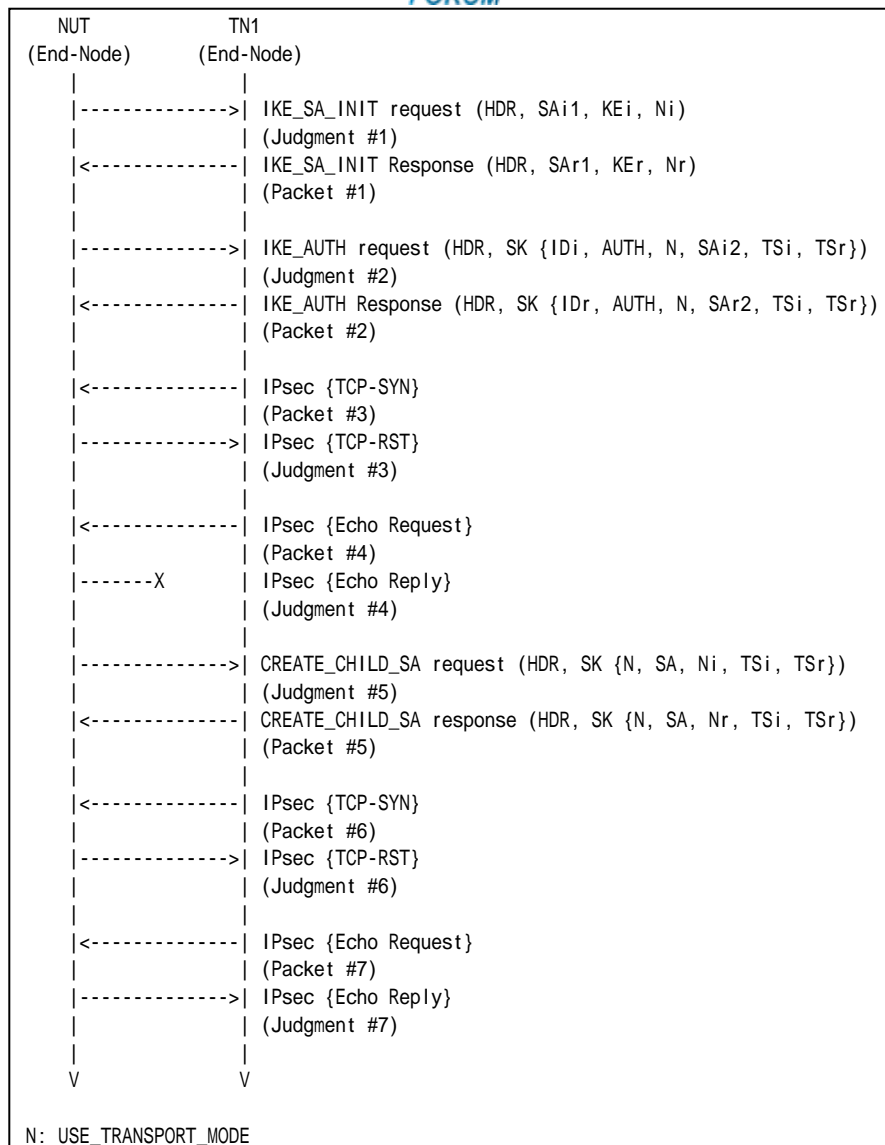 FORUM
NUT TN1
(End-Node) (End-Node)
| |
|-------------->| IKE_SA_INIT request (HDR, SAi1, KEi, Ni)
| | (Judgment #1)
|<--------------| IKE_SA_INIT Response (HDR, SAr1, KEr, Nr)
| | (Packet #1)
| |
|-------------->| IKE_AUTH request (HDR, SK {IDi, AUTH, N, SAi2, TSi, TSr})
| | (Judgment #2)
|<--------------| IKE_AUTH Response (HDR, SK {IDr, AUTH, N, SAr2, TSi, TSr})
| | (Packet #2)
| |
|<--------------| IPsec {TCP-SYN}
| | (Packet #3)
|-------------->| IPsec {TCP-RST}
| | (Judgment #3)
| |
|<--------------| IPsec {Echo Request}
| | (Packet #4)
|-------X | IPsec {Echo Reply}
| | (Judgment #4)
| |
|-------------->| CREATE_CHILD_SA request (HDR, SK {N, SA, Ni, TSi, TSr})
| | (Judgment #5)
|<--------------| CREATE_CHILD_SA response (HDR, SK {N, SA, Nr, TSi, TSr})
| | (Packet #5)
| |
|<--------------| IPsec {TCP-SYN}
| | (Packet #6)
|-------------->| IPsec {TCP-RST}
| | (Judgment #6)
| |
|<--------------| IPsec {Echo Request}
| | (Packet #7)
|-------------->| IPsec {Echo Reply}
| | (Judgment #7)
| |
V V
N: USE_TRANSPORT_MODE